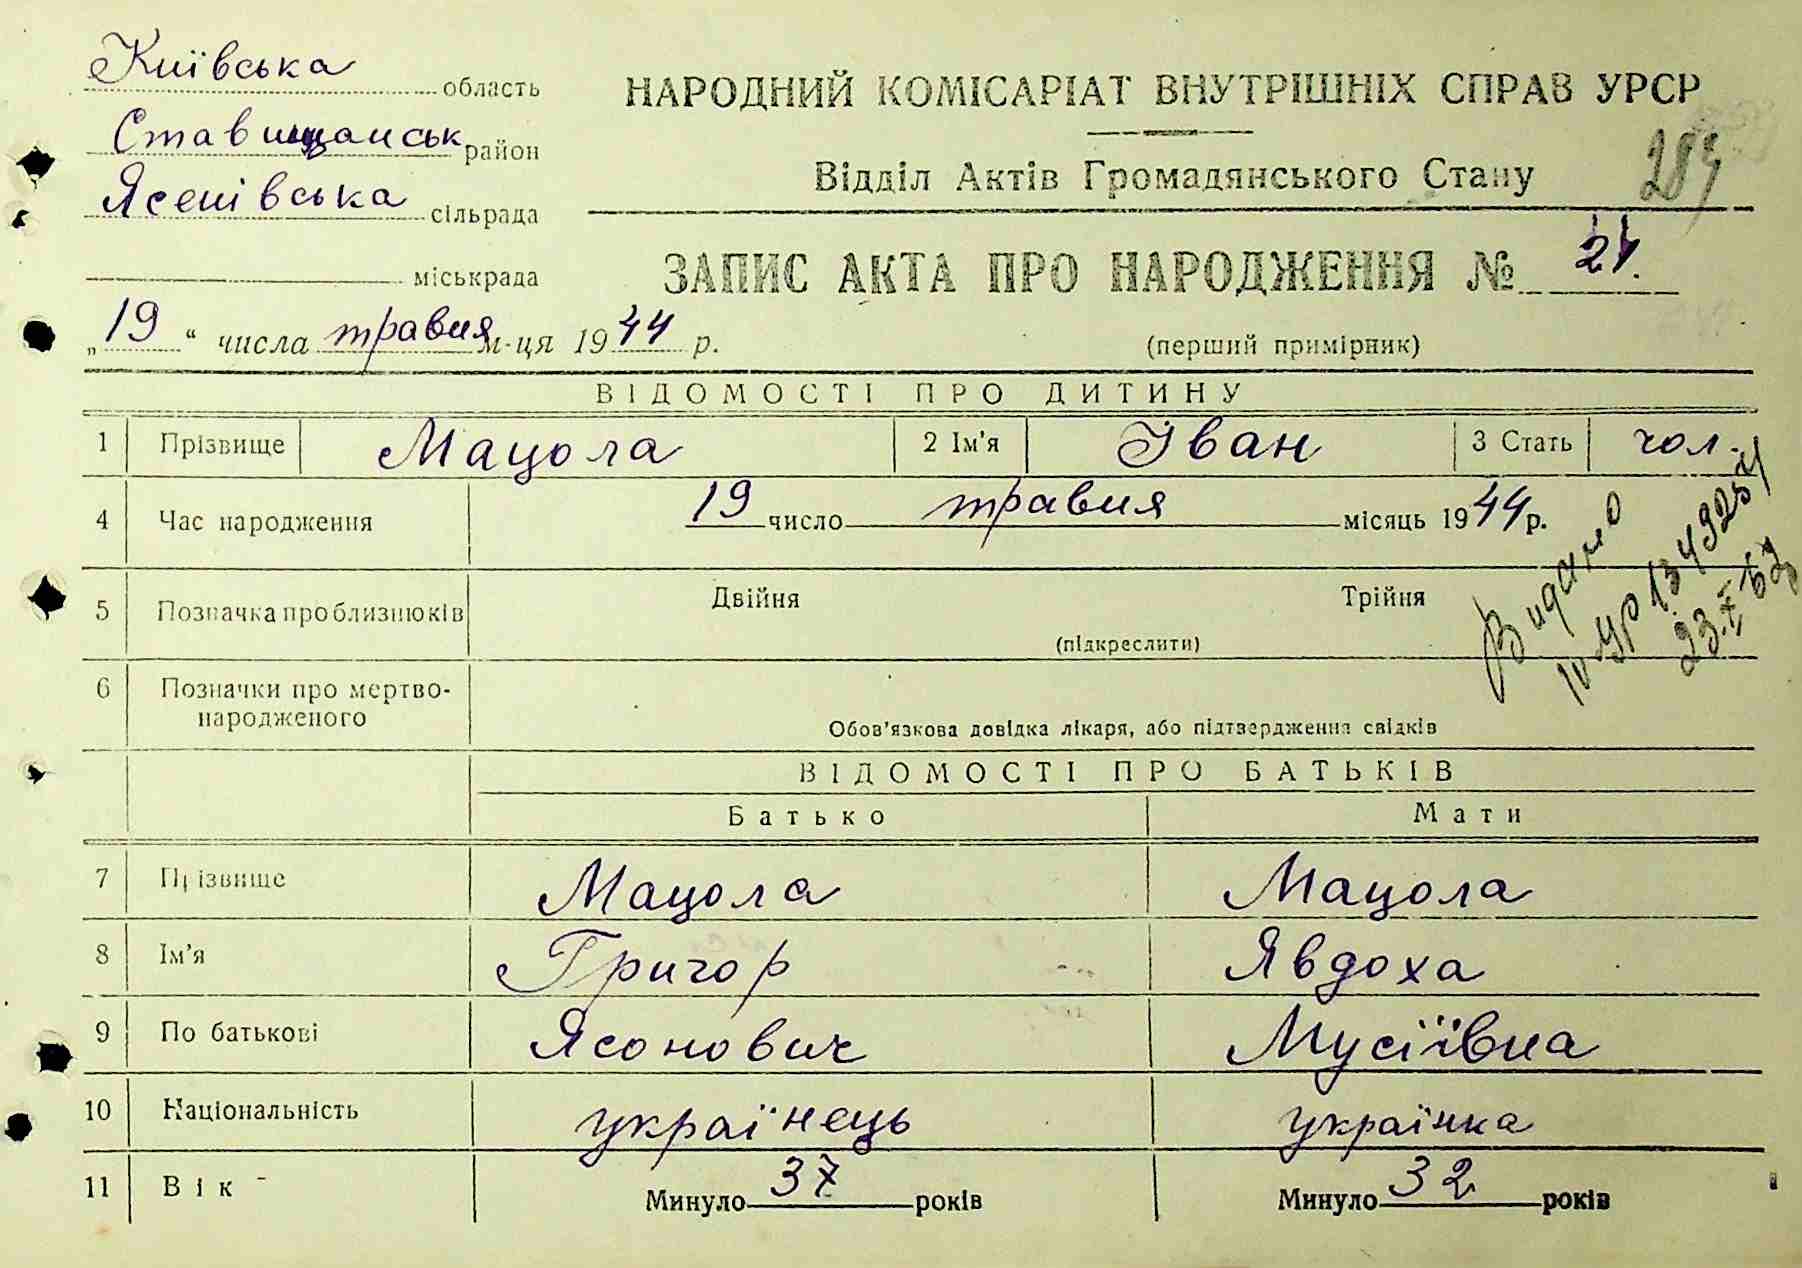 Київська область
Ставищанськ район
Ясенівська сільрада
міськрада
„19“ числа травня м-ця 1944 р.
НАРОДНИЙ КОМІСАРІАТ ВНУТРІШНІХ СПРАВ УРСР
Відділ Актів Громадянського Стану
ЗАПИС АКТА ПРО НАРОДЖЕННЯ №
(перший примірник)
ВІДОМОСТІ ПРО ДИТИНУ
1 Прізвище Мацола 2 Ім'я Іван 3 Стать чол.
4 Час народження 19 число травня місяць 1944 р.
5 Позначка про близнюків Двійня Трійня
(підкреслити)
Видано
23.X 62
6 Позначки про мертво-
народженого
Обов'язкова довідка лікаря, або підтвердження свідків
ВІДОМОСТІ ПРО БАТЬКІВ
Батько Мати
7 Прізвище Мацола Мацола
8 Ім'я Григор Явдоха
9 По батькові Ясонович Мусіївна
10 Національність українець українка
11 Вік Минуло 37 років Минуло 32 років